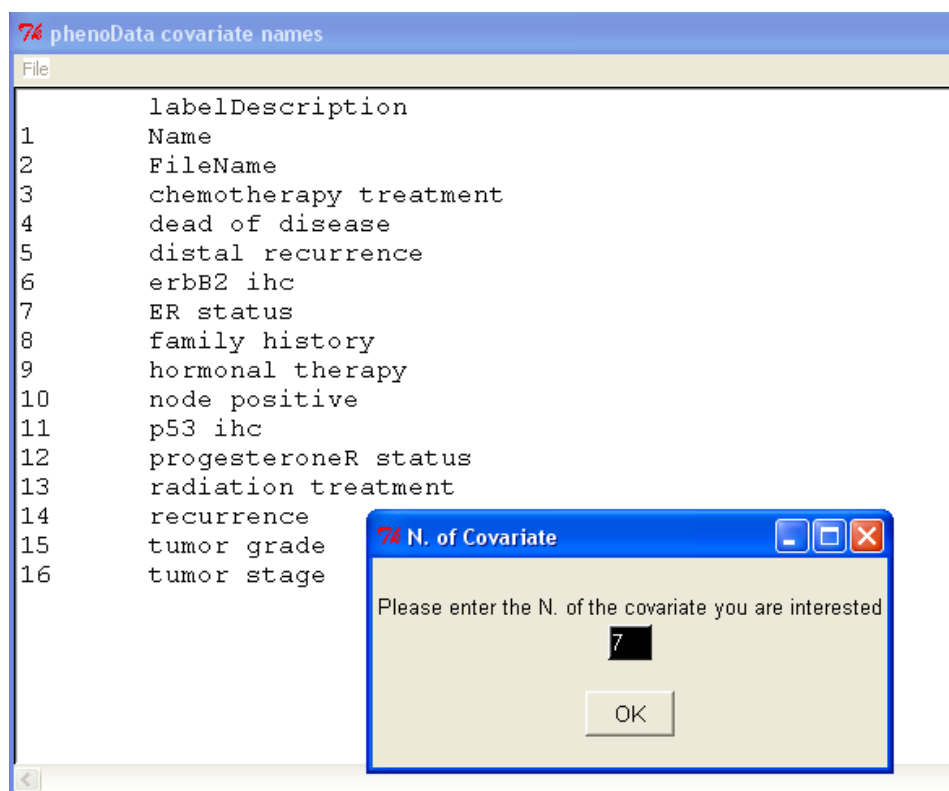 7% phenoData covariate names
File
labelDescription
1 Name
2 FileName
3 chemotherapy treatment
4 dead of disease
5 distal recurrence
6 erbB2 ihc
7 ER status
8 family history
9 hormonal therapy
10 node positive
11 p53 ihc
12 progesteroneR status
13 radiation treatment
14 recurrence
15 tumor grade
16 tumor stage
N. of Covariate
Please enter the N. of the covariate you are interested
7
OK